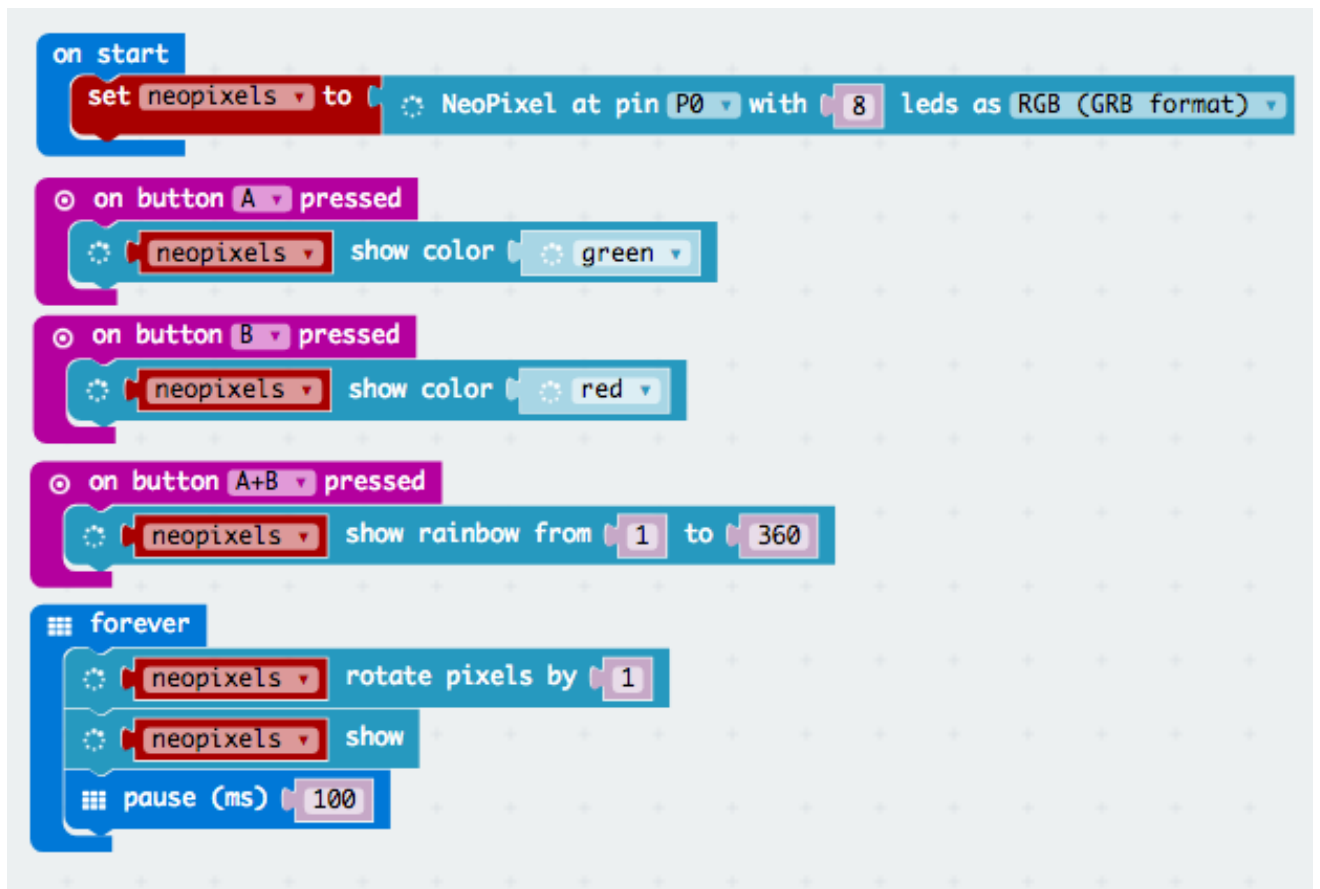 on start
set neopixels to NeoPixel at pin P0 with 8 leds as RGB (GRB format)
on button A pressed
neopixels show color green
on button B pressed
neopixels show color red
on button A+B pressed
neopixels show rainbow from 1 to 360
forever
neopixels rotate pixels by 1
neopixels show
pause (ms) 100